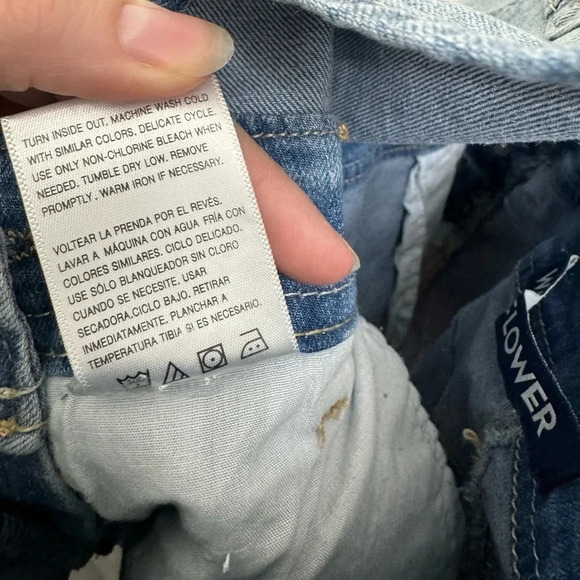 TURN INSIDE OUT. MACHINE WASH COLD
WITH SIMILAR COLORS. DELICATE CYCLE.
USE ONLY NON-CHLORINE BLEACH WHEN
NEEDED. TUMBLE DRY LOW. REMOVE
PROMPTLY . WARM IRON IF NECESSARY.
VOLTEAR LA PRENDA POR EL REVÉS.
LAVAR A MÁQUINA CON AGUA FRÍA CON
COLORES SIMILARES. CICLO DELICADO.
USE SÓLO BLANQUEADOR SIN CLORO
CUANDO SE NECESITE, USAR
SECADORA.CICLO BAJO. RETIRAR
INMEDIATAMENTE. PLANCHAR A
TEMPERATURA TIBIA SI ES NECESARIO.
LOWER